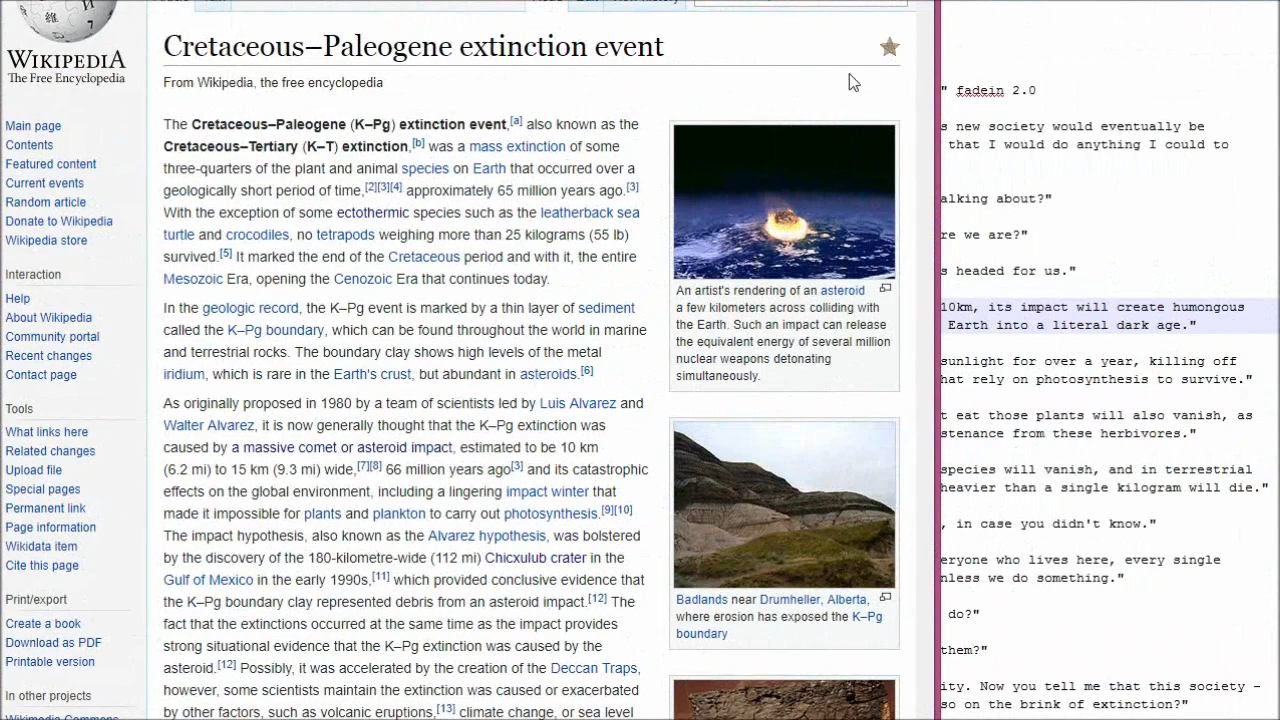 WIKIPEDIA
The Free Encyclopedia
Main page
Contents
Featured content
Current events
Random article
Donate to Wikipedia
Wikipedia store
Interaction
Help
About Wikipedia
Community portal
Recent changes
Contact page
Tools
What links here
Related changes
Upload file
Special pages
Permanent link
Page information
Wikidata item
Cite this page
Print/export
Create a book
Download as PDF
Printable version
In other projects
Wikimedia Commons
Cretaceous–Paleogene extinction event
From Wikipedia, the free encyclopedia
The Cretaceous–Paleogene (K–Pg) extinction event,[a] also known as the
Cretaceous–Tertiary (K–T) extinction,[b] was a mass extinction of some
three-quarters of the plant and animal species on Earth that occurred over a
geologically short period of time,[2][3][4] approximately 65 million years ago.[3]
With the exception of some ectothermic species such as the leatherback sea
turtle and crocodiles, no tetrapods weighing more than 25 kilograms (55 lb)
survived.[5] It marked the end of the Cretaceous period and with it, the entire
Mesozoic Era, opening the Cenozoic Era that continues today.
In the geologic record, the K–Pg event is marked by a thin layer of sediment
called the K–Pg boundary, which can be found throughout the world in marine
and terrestrial rocks. The boundary clay shows high levels of the metal
iridium, which is rare in the Earth's crust, but abundant in asteroids.[6]
As originally proposed in 1980 by a team of scientists led by Luis Alvarez and
Walter Alvarez, it is now generally thought that the K–Pg extinction was
caused by a massive comet or asteroid impact, estimated to be 10 km
(6.2 mi) to 15 km (9.3 mi) wide,[7][8] 66 million years ago[3] and its catastrophic
effects on the global environment, including a lingering impact winter that
made it impossible for plants and plankton to carry out photosynthesis.[9][10]
The impact hypothesis, also known as the Alvarez hypothesis, was bolstered
by the discovery of the 180-kilometre-wide (112 mi) Chicxulub crater in the
Gulf of Mexico in the early 1990s,[11] which provided conclusive evidence that
the K–Pg boundary clay represented debris from an asteroid impact.[12] The
fact that the extinctions occurred at the same time as the impact provides
strong situational evidence that the K–Pg extinction was caused by the
asteroid.[12] Possibly, it was accelerated by the creation of the Deccan Traps,
however, some scientists maintain the extinction was caused or exacerbated
by other factors, such as volcanic eruptions,[13] climate change, or sea level
An artist's rendering of an asteroid
a few kilometers across colliding with
the Earth. Such an impact can release
the equivalent energy of several million
nuclear weapons detonating
simultaneously.
Badlands near Drumheller, Alberta,
where erosion has exposed the K–Pg
boundary
" fadein 2.0
s new society would eventually be
that I would do anything I could to
alking about?"
re we are?"
s headed for us."
10km, its impact will create humongous
Earth into a literal dark age."
sunlight for over a year, killing off
hat rely on photosynthesis to survive."
t eat those plants will also vanish, as
stenance from these herbivores."
species will vanish, and in terrestrial
heavier than a single kilogram will die."
, in case you didn't know."
eryone who lives here, every single
nless we do something."
do?"
them?"
ity. Now you tell me that this society -
so on the brink of extinction?"